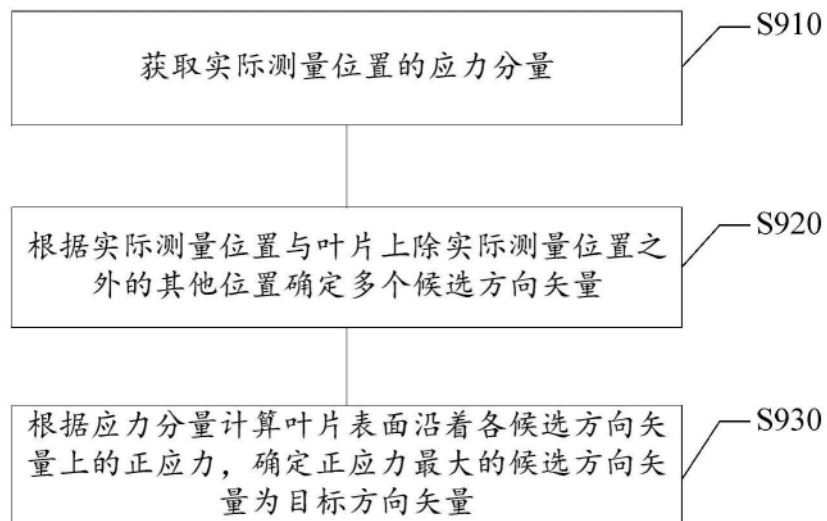 S910
获取实际测量位置的应力分量
S920
根据实际测量位置与叶片上除实际测量位置之
外的其他位置确定多个候选方向矢量
S930
根据应力分量计算叶片表面沿着各候选方向矢
量上的正应力，确定正应力最大的候选方向矢
量为目标方向矢量